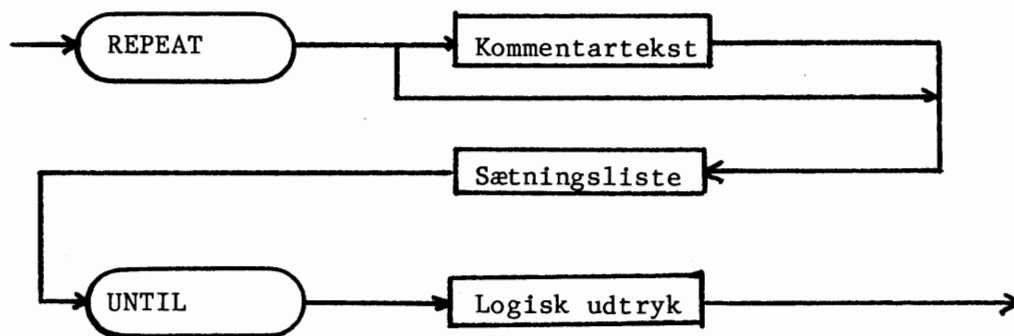 REPEAT
Kommentartekst
Sætningsliste
UNTIL
Logisk udtryk